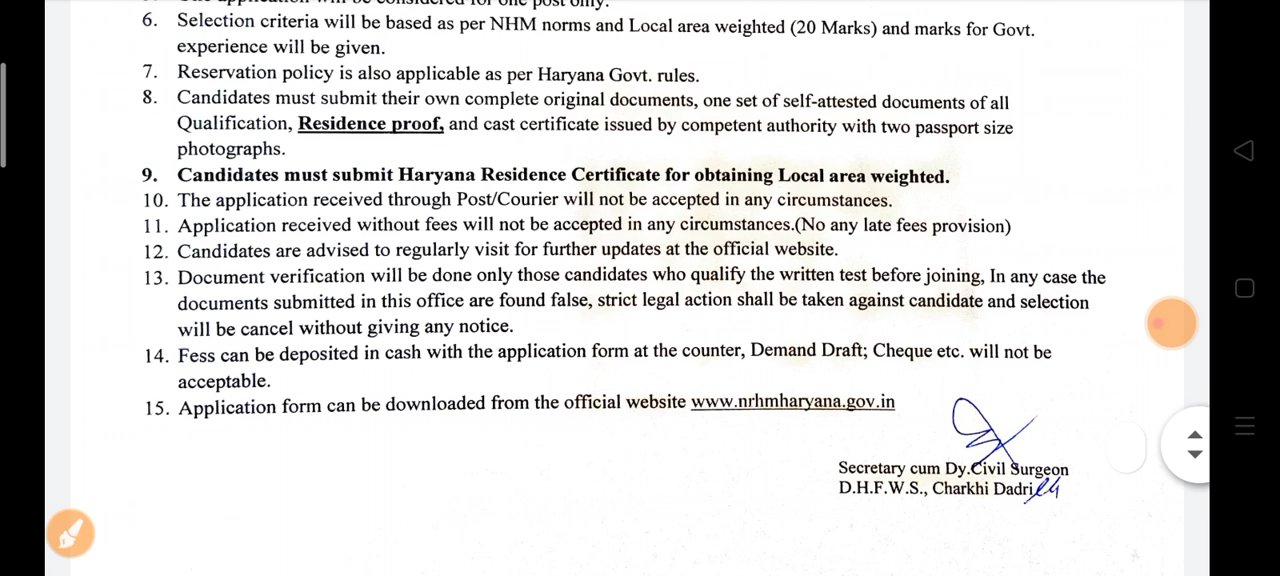 application will be considered for one post only.
6. Selection criteria will be based as per NHM norms and Local area weighted (20 Marks) and marks for Govt.
experience will be given.
7. Reservation policy is also applicable as per Haryana Govt. rules.
8. Candidates must submit their own complete original documents, one set of self-attested documents of all
Qualification, Residence proof, and cast certificate issued by competent authority with two passport size
photographs.
9. Candidates must submit Haryana Residence Certificate for obtaining Local area weighted.
10. The application received through Post/Courier will not be accepted in any circumstances.
11. Application received without fees will not be accepted in any circumstances.(No any late fees provision)
12. Candidates are advised to regularly visit for further updates at the official website.
13. Document verification will be done only those candidates who qualify the written test before joining, In any case the
documents submitted in this office are found false, strict legal action shall be taken against candidate and selection
will be cancel without giving any notice.
14. Fess can be deposited in cash with the application form at the counter, Demand Draft; Cheque etc. will not be
acceptable.
15. Application form can be downloaded from the official website www.nrhmharyana.gov.in
Secretary cum Dy.Civil Surgeon
D.H.F.W.S., Charkhi Dadri